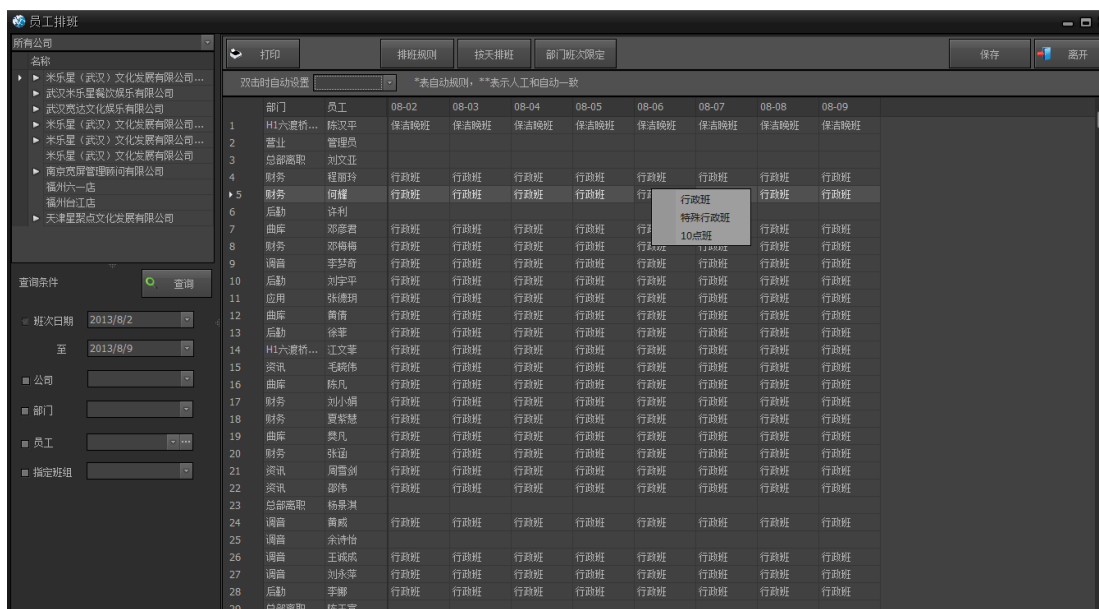 员工排班
所有公司
名称
米乐星（武汉）文化发展有限公司...
武汉米乐星餐饮娱乐有限公司
武汉宽达文化娱乐有限公司
米乐星（武汉）文化发展有限公司...
米乐星（武汉）文化发展有限公司...
米乐星（武汉）文化发展有限公司
南京宽屏管理顾问有限公司
福州六一店
福州台江店
天津星聚点文化发展有限公司
查询条件 查询
班次日期 2013/8/2
至 2013/8/9
公司
部门
员工
指定班组
打印 排班规则 按天排班 部门班次限定 保存 离开
双击时自动设置 *表自动规则，**表示人工和自动一致
部门 员工 08-02 08-03 08-04 08-05 08-06 08-07 08-08 08-09
1 H1六渡桥... 陈汉平 保洁晚班 保洁晚班 保洁晚班 保洁晚班 保洁晚班 保洁晚班 保洁晚班 保洁晚班
2 营业 管理员
3 总部离职 刘文亚
4 财务 程丽玲 行政班 行政班 行政班 行政班 行政班 行政班 行政班 行政班
5 财务 何耀 行政班 行政班 行政班 行政班 行政班 行政班
行政班
特殊行政班
10点班
6 后勤 许利
7 曲库 邓彦君 行政班 行政班 行政班 行政班 行政班 行政班
8 财务 邓梅梅 行政班 行政班 行政班 行政班 行政班 行政班 行政班 行政班
9 调音 李梦奇 行政班 行政班 行政班 行政班 行政班 行政班 行政班 行政班
10 后勤 刘字平 行政班 行政班 行政班 行政班 行政班 行政班 行政班 行政班
11 应用 张德玥 行政班 行政班 行政班 行政班 行政班 行政班 行政班 行政班
12 曲库 黄倩 行政班 行政班 行政班 行政班 行政班 行政班 行政班 行政班
13 后勤 徐菲 行政班 行政班 行政班 行政班 行政班 行政班 行政班 行政班
14 H1六渡桥... 江文莘 行政班 行政班 行政班 行政班 行政班 行政班 行政班 行政班
15 资讯 毛晓伟 行政班 行政班 行政班 行政班 行政班 行政班 行政班 行政班
16 曲库 陈凡 行政班 行政班 行政班 行政班 行政班 行政班 行政班 行政班
17 财务 刘小娟 行政班 行政班 行政班 行政班 行政班 行政班 行政班 行政班
18 财务 夏紫慧 行政班 行政班 行政班 行政班 行政班 行政班 行政班 行政班
19 曲库 樊凡 行政班 行政班 行政班 行政班 行政班 行政班 行政班 行政班
20 财务 张函 行政班 行政班 行政班 行政班 行政班 行政班 行政班 行政班
21 资讯 周雪剑 行政班 行政班 行政班 行政班 行政班 行政班 行政班 行政班
22 资讯 邵伟 行政班 行政班 行政班 行政班 行政班 行政班 行政班 行政班
23 总部离职 杨景淇
24 调音 黄威 行政班 行政班 行政班 行政班 行政班 行政班 行政班 行政班
25 调音 余诗怡
26 调音 王诚成 行政班 行政班 行政班 行政班 行政班 行政班 行政班 行政班
27 调音 刘永萍 行政班 行政班 行政班 行政班 行政班 行政班 行政班 行政班
28 后勤 李娜 行政班 行政班 行政班 行政班 行政班 行政班 行政班 行政班
29 总部离职